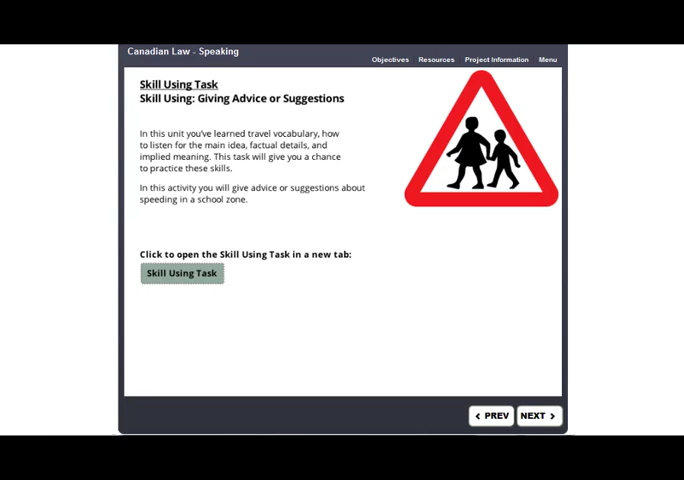 Canadian Law - Speaking
Objectives Resources Project Information Menu
Skill Using Task
Skill Using: Giving Advice or Suggestions
In this unit you've learned travel vocabulary, how
to listen for the main idea, factual details, and
implied meaning. This task will give you a chance
to practice these skills.
In this activity you will give advice or suggestions about
speeding in a school zone.
Click to open the Skill Using Task in a new tab:
Skill Using Task
PREV NEXT